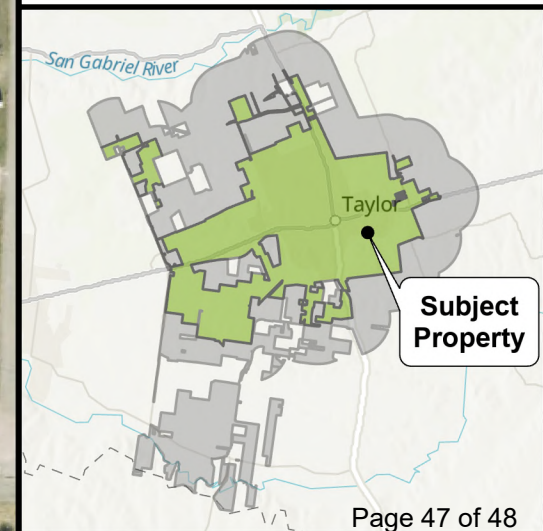 San Gabriel River
Taylor
Subject
Property
Page 47 of 48